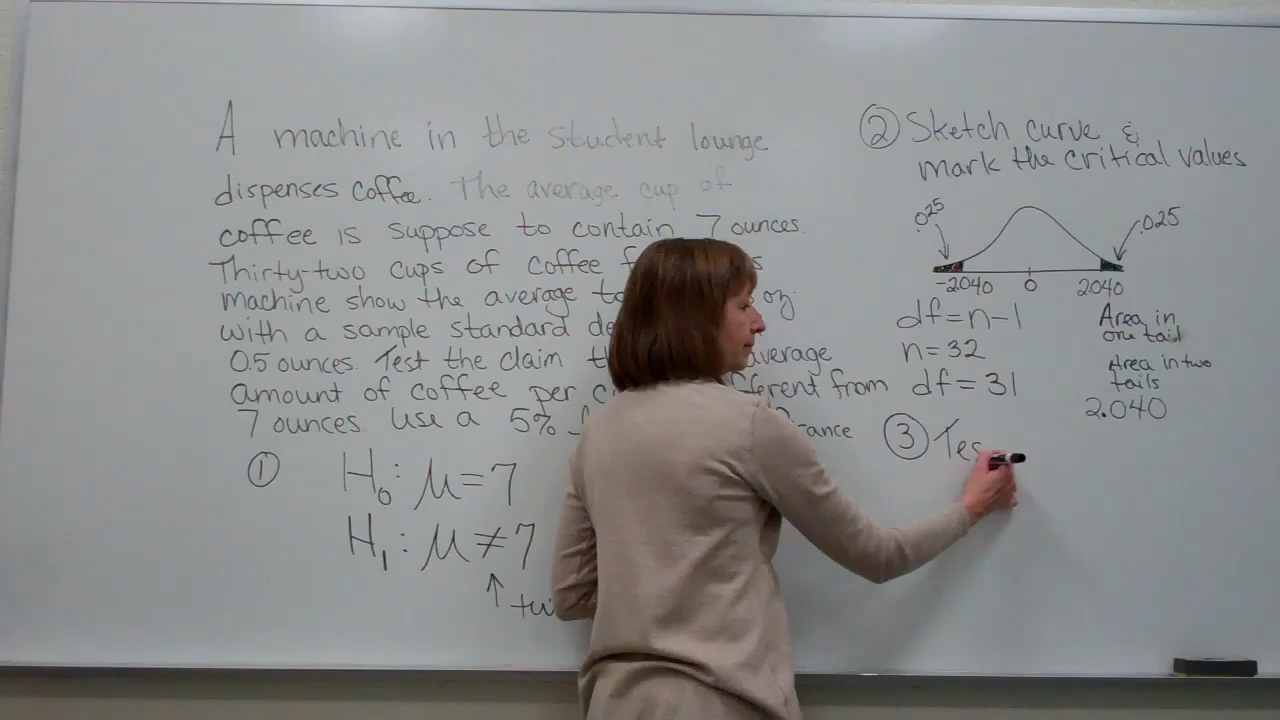 A machine in the student lounge
dispenses coffee. The average cup of
coffee is suppose to contain 7 ounces.
Thirty-two cups of coffee
machine show the average oz.
with a sample standard
0.5 ounces. Test the claim average
amount of coffee per from
7 ounces. Use a 5%
① H₀: μ = 7
H₁: μ ≠ 7
↑
② Sketch curve &
mark the critical values
.025 .025
-2.040 0 2.040
df = n-1
n = 32
df = 31
Area in
one tail
Area in two
tails
2.040
③ Tes